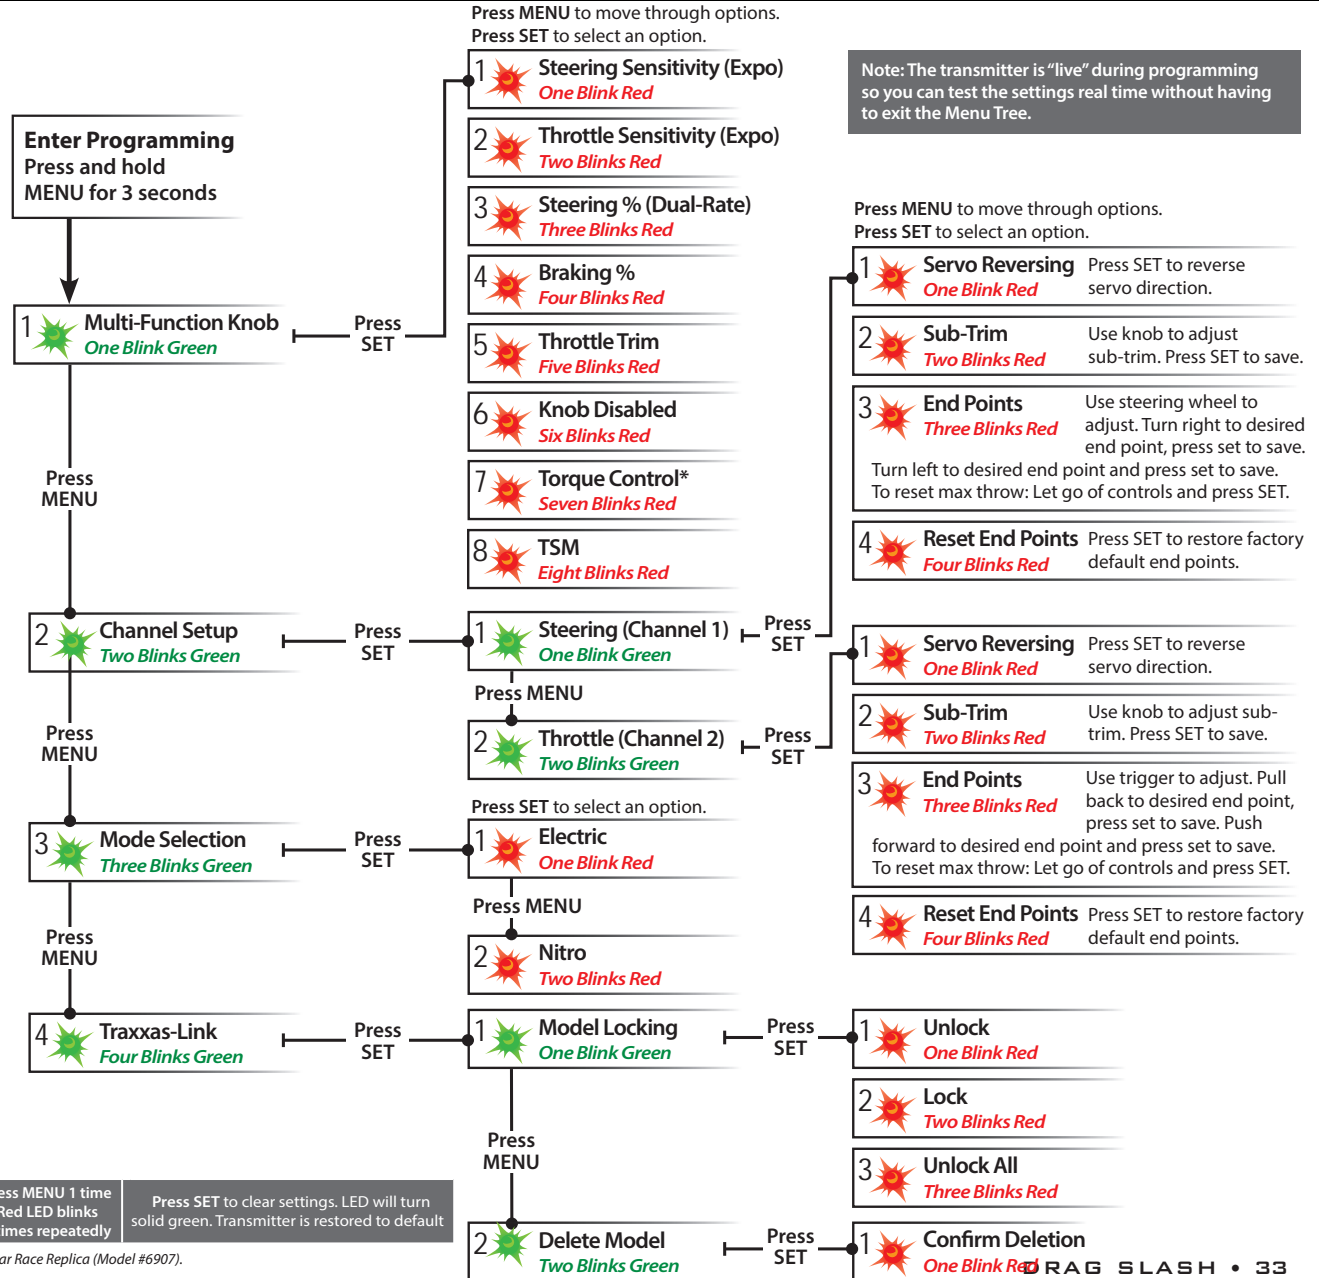 Press MENU to move through options.
Press SET to select an option.
1 Steering Sensitivity (Expo)
One Blink Red
2 Throttle Sensitivity (Expo)
Two Blinks Red
3 Steering % (Dual-Rate)
Three Blinks Red
4 Braking %
Four Blinks Red
5 Throttle Trim
Five Blinks Red
6 Knob Disabled
Six Blinks Red
7 Torque Control*
Seven Blinks Red
8 TSM
Eight Blinks Red
Note: The transmitter is “live” during programming
so you can test the settings real time without having
to exit the Menu Tree.
Enter Programming
Press and hold
MENU for 3 seconds
1 Multi-Function Knob
One Blink Green
Press
SET
Press
MENU
2 Channel Setup
Two Blinks Green
Press
SET
1 Steering (Channel 1)
One Blink Green
Press
SET
Press MENU
2 Throttle (Channel 2)
Two Blinks Green
Press
SET
Press MENU to move through options.
Press SET to select an option.
1 Servo Reversing
One Blink Red
Press SET to reverse
servo direction.
2 Sub-Trim
Two Blinks Red
Use knob to adjust
sub-trim. Press SET to save.
3 End Points
Three Blinks Red
Use steering wheel to
adjust. Turn right to desired
end point, press set to save.
Turn left to desired end point and press set to save.
To reset max throw: Let go of controls and press SET.
4 Reset End Points
Four Blinks Red
Press SET to restore factory
default end points.
1 Servo Reversing
One Blink Red
Press SET to reverse
servo direction.
2 Sub-Trim
Two Blinks Red
Use knob to adjust sub-
trim. Press SET to save.
3 End Points
Three Blinks Red
Use trigger to adjust. Pull
back to desired end point,
press set to save. Push
forward to desired end point and press set to save.
To reset max throw: Let go of controls and press SET.
4 Reset End Points
Four Blinks Red
Press SET to restore factory
default end points.
Press
MENU
3 Mode Selection
Three Blinks Green
Press
SET
Press SET to select an option.
1 Electric
One Blink Red
Press MENU
2 Nitro
Two Blinks Red
Press
MENU
4 Traxxas-Link
Four Blinks Green
Press
SET
1 Model Locking
One Blink Green
Press
SET
1 Unlock
One Blink Red
2 Lock
Two Blinks Red
3 Unlock All
Three Blinks Red
Press
MENU
2 Delete Model
Two Blinks Green
Press
SET
1 Confirm Deletion
One Blink Red
ess MENU 1 time
Red LED blinks
times repeatedly
Press SET to clear settings. LED will turn
solid green. Transmitter is restored to default
ar Race Replica (Model #6907).
DRAG SLASH • 33